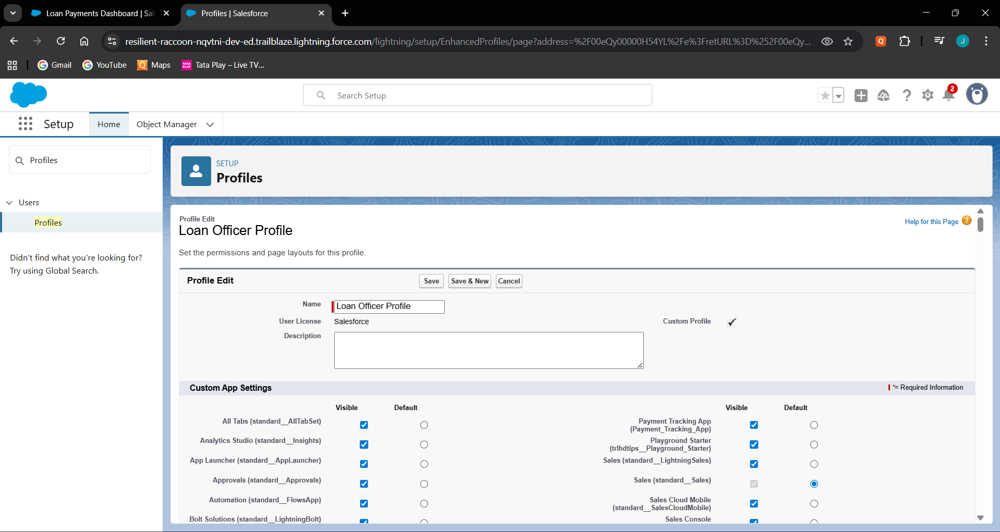 Loan Payments Dashboard | Sal
Profiles | Salesforce
resilient-raccoon-nqvtni-dev-ed.trailblaze.lightning.force.com/lightning/setup/EnhancedProfiles/page?address=%2F00eQy00000H54YL%2Fe%3FretURL%3D%252F00eQy...
Q
J
Gmail
YouTube
Q Maps
TATA PLAY Tata Play – Live TV...
Search Setup
2
Setup
Home
Object Manager
Profiles
Users
Profiles
Didn't find what you're looking for?
Try using Global Search.
SETUP
Profiles
Profile Edit
Loan Officer Profile
Help for this Page ?
Set the permissions and page layouts for this profile.
Profile Edit
Save
Save & New
Cancel
Name
Loan Officer Profile
User License
Salesforce
Custom Profile
Description
Custom App Settings
*= Required Information
Visible Default
Visible Default
All Tabs (standard__AllTabSet)
Payment Tracking App
(Payment_Tracking_App)
Analytics Studio (standard__Insights)
Playground Starter
(trlhdtips__Playground_Starter)
App Launcher (standard__AppLauncher)
Sales (standard__LightningSales)
Approvals (standard__Approvals)
Sales (standard__Sales)
Automation (standard__FlowsApp)
Sales Cloud Mobile
(standard__SalesCloudMobile)
Bolt Solutions (standard__LightningBolt)
Sales Console